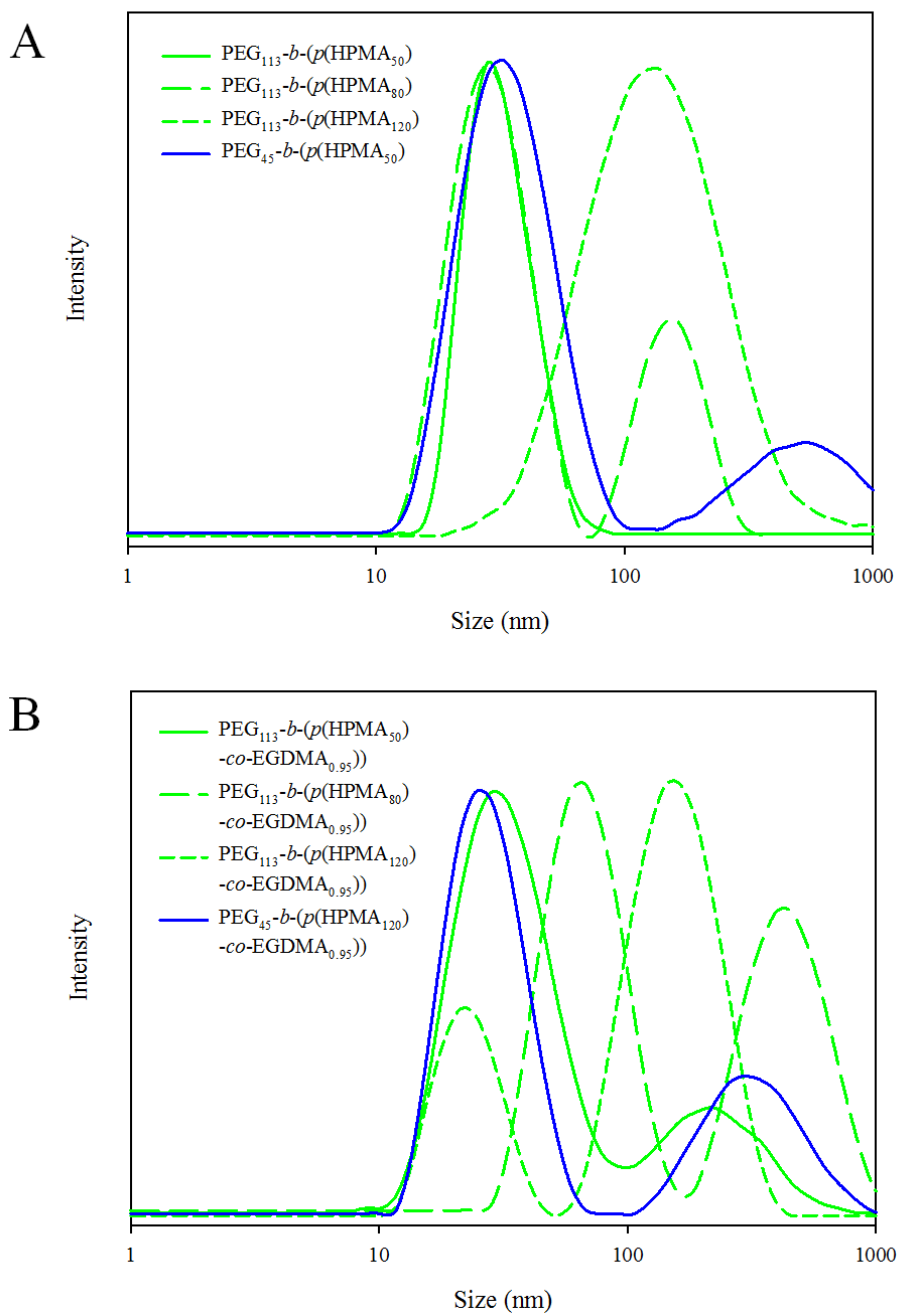 A
PEG₁₁₃-b-(p(HPMA₅₀)
PEG₁₁₃-b-(p(HPMA₈₀)
PEG₁₁₃-b-(p(HPMA₁₂₀)
PEG₄₅-b-(p(HPMA₅₀)
Intensity
1 10 100 1000
Size (nm)
B
PEG₁₁₃-b-(p(HPMA₅₀)
-co-EGDMA₀.₉₅))
PEG₁₁₃-b-(p(HPMA₈₀)
-co-EGDMA₀.₉₅))
PEG₁₁₃-b-(p(HPMA₁₂₀)
-co-EGDMA₀.₉₅))
PEG₄₅-b-(p(HPMA₁₂₀)
-co-EGDMA₀.₉₅))
Intensity
1 10 100 1000
Size (nm)